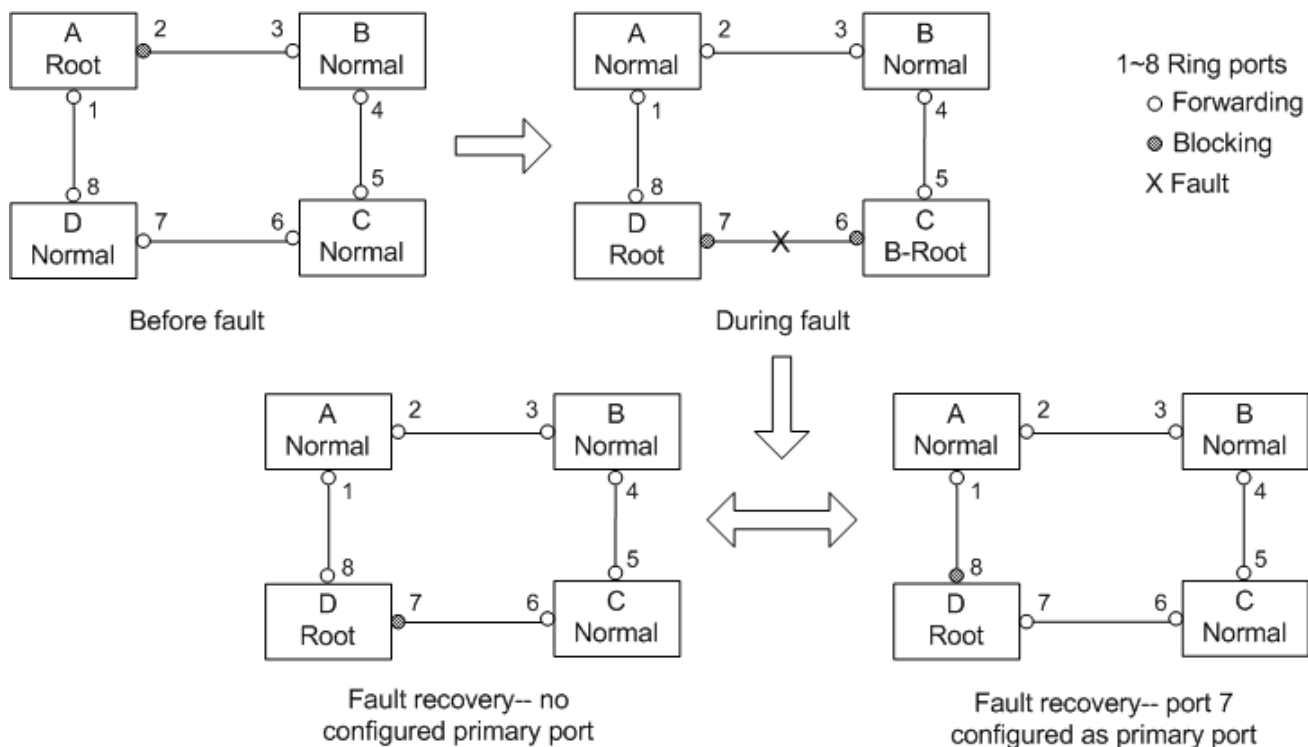 A
Root
2
3
B
Normal
1
4
8
5
D
Normal
7
6
C
Normal
Before fault
A
Normal
2
3
B
Normal
1
4
8
5
D
Root
7
X
6
C
B-Root
During fault
1~8 Ring ports
Forwarding
Blocking
X Fault
A
Normal
2
3
B
Normal
1
4
8
5
D
Root
7
6
C
Normal
Fault recovery-- no
configured primary port
A
Normal
2
3
B
Normal
1
4
8
5
D
Root
7
6
C
Normal
Fault recovery-- port 7
configured as primary port